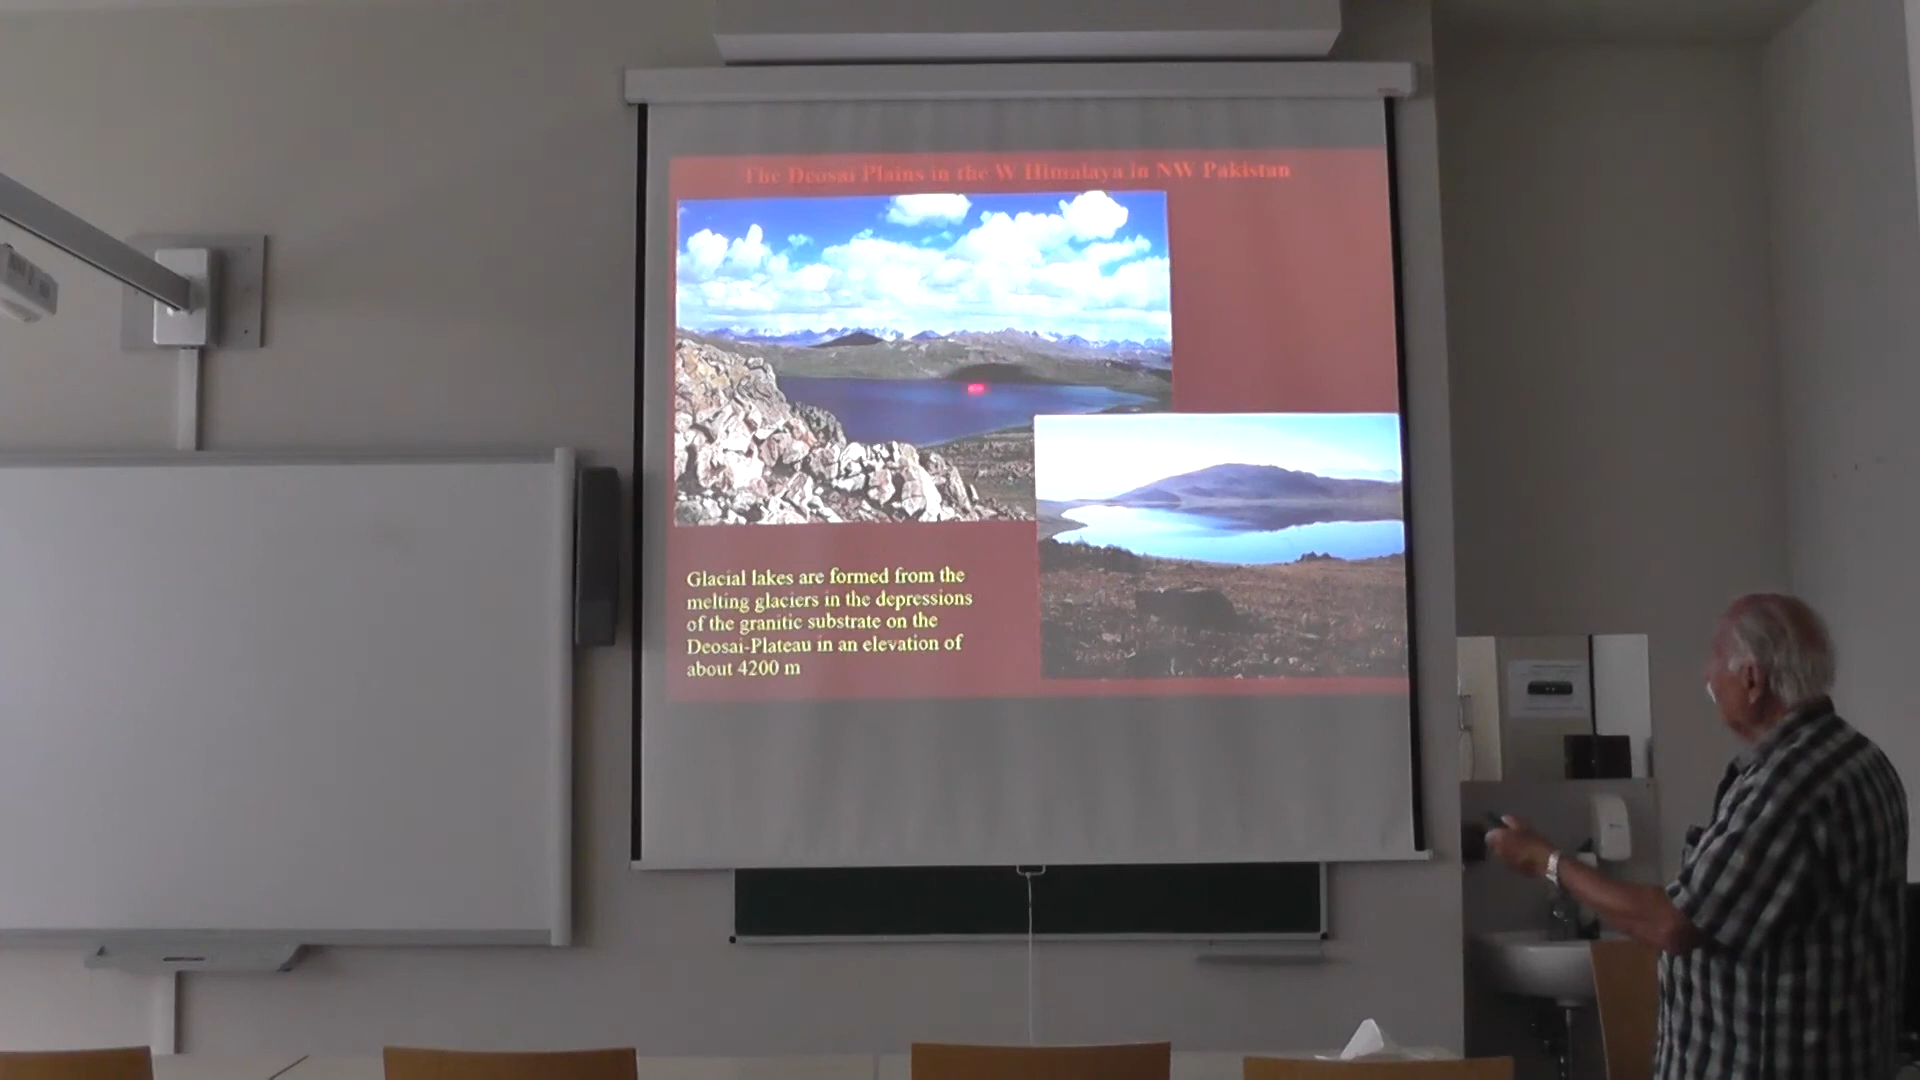 The Deosai Plains in the W Himalaya in NW Pakistan
Glacial lakes are formed from the
melting glaciers in the depressions
of the granitic substrate on the
Deosai-Plateau in an elevation of
about 4200 m